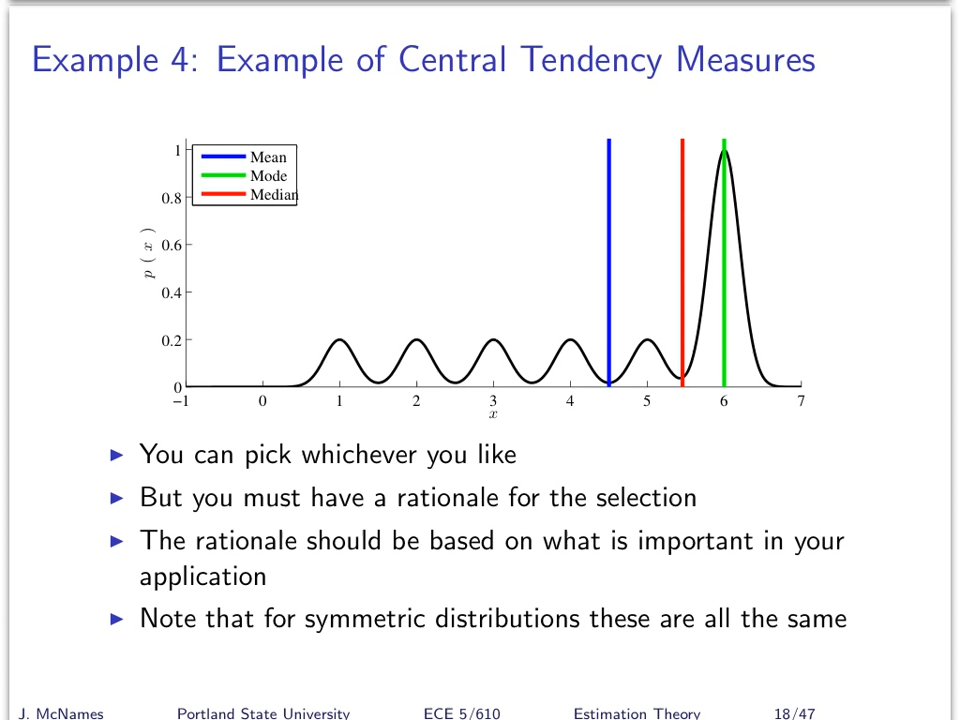 Example 4: Example of Central Tendency Measures
1
0.8
0.6
0.4
0.2
0
p ( x )
Mean
Mode
Median
−1 0 1 2 3 4 5 6 7
x
▶ You can pick whichever you like
▶ But you must have a rationale for the selection
▶ The rationale should be based on what is important in your
application
▶ Note that for symmetric distributions these are all the same
J. McNames Portland State University ECE 5/610 Estimation Theory 18/47